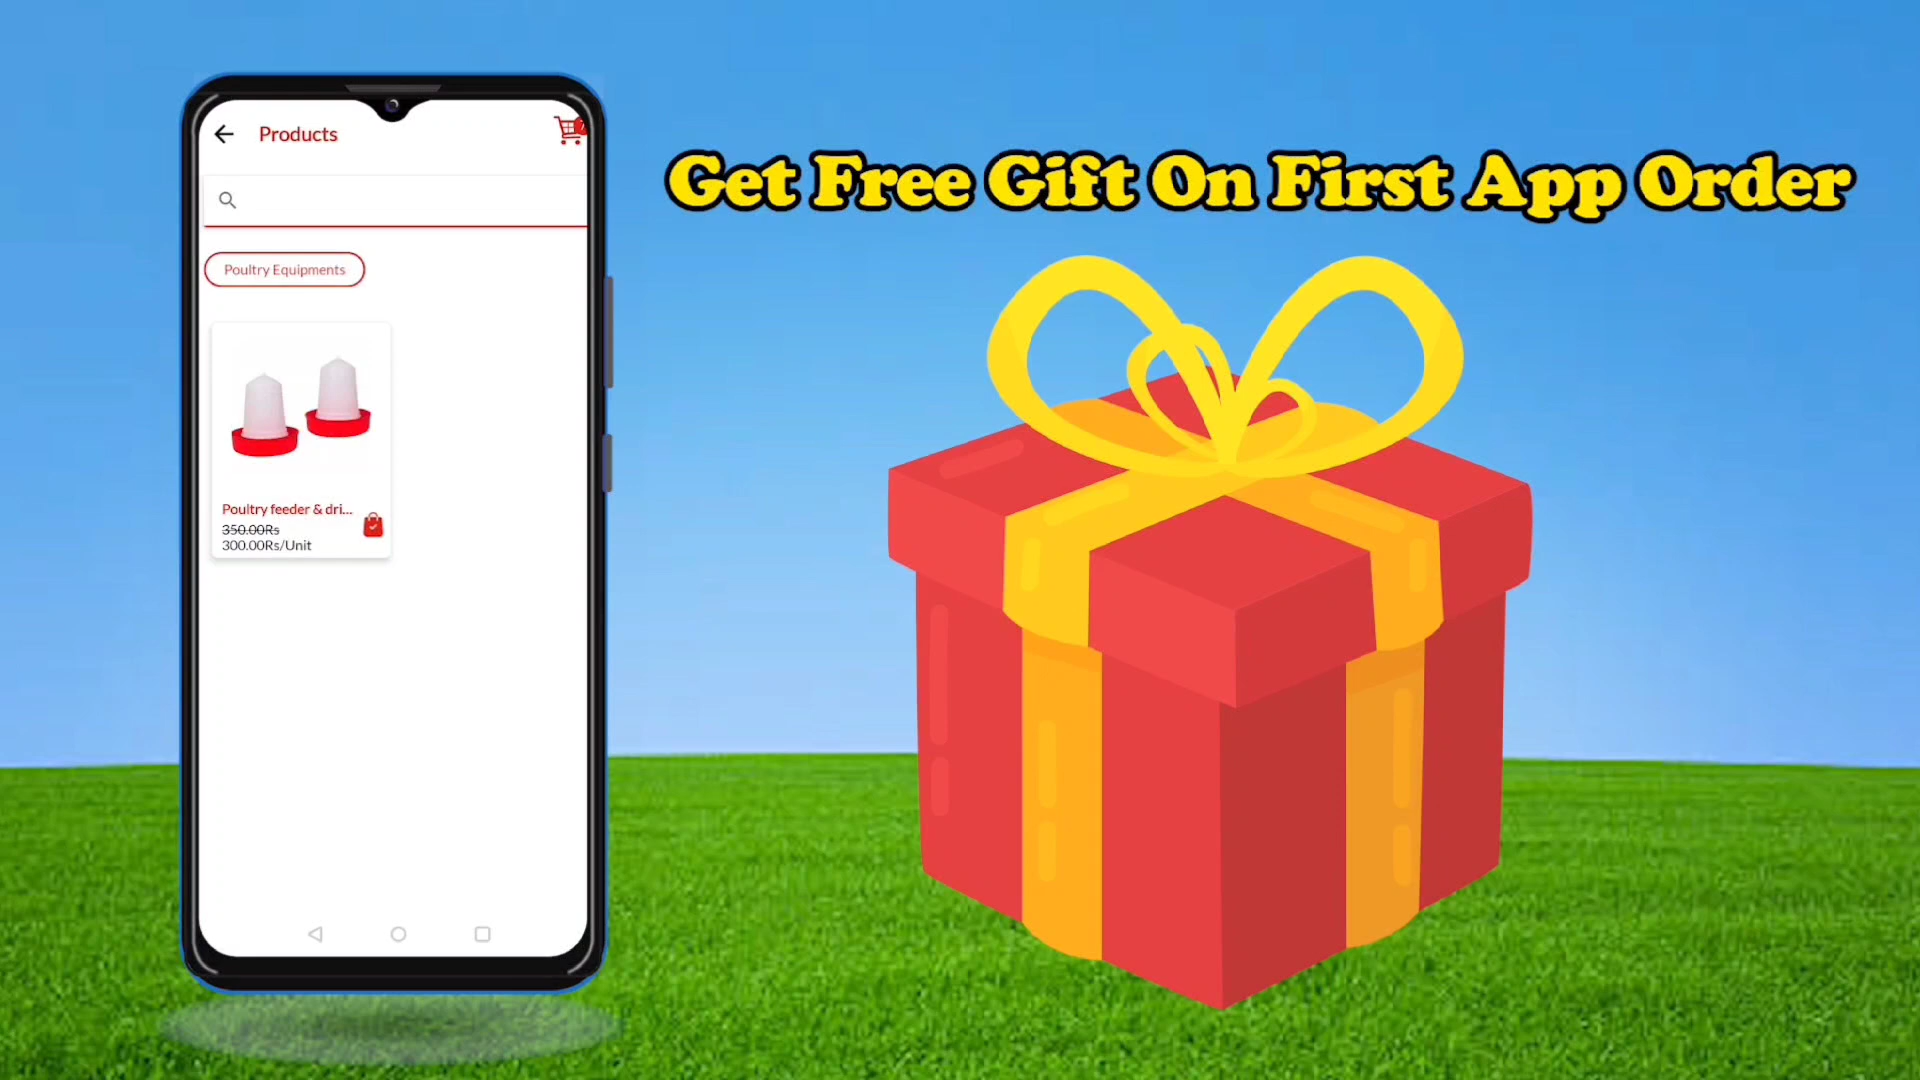 Products
Poultry Equipments
Poultry feeder & dri...
350.00Rs
300.00Rs/Unit
Get Free Gift On First App Order